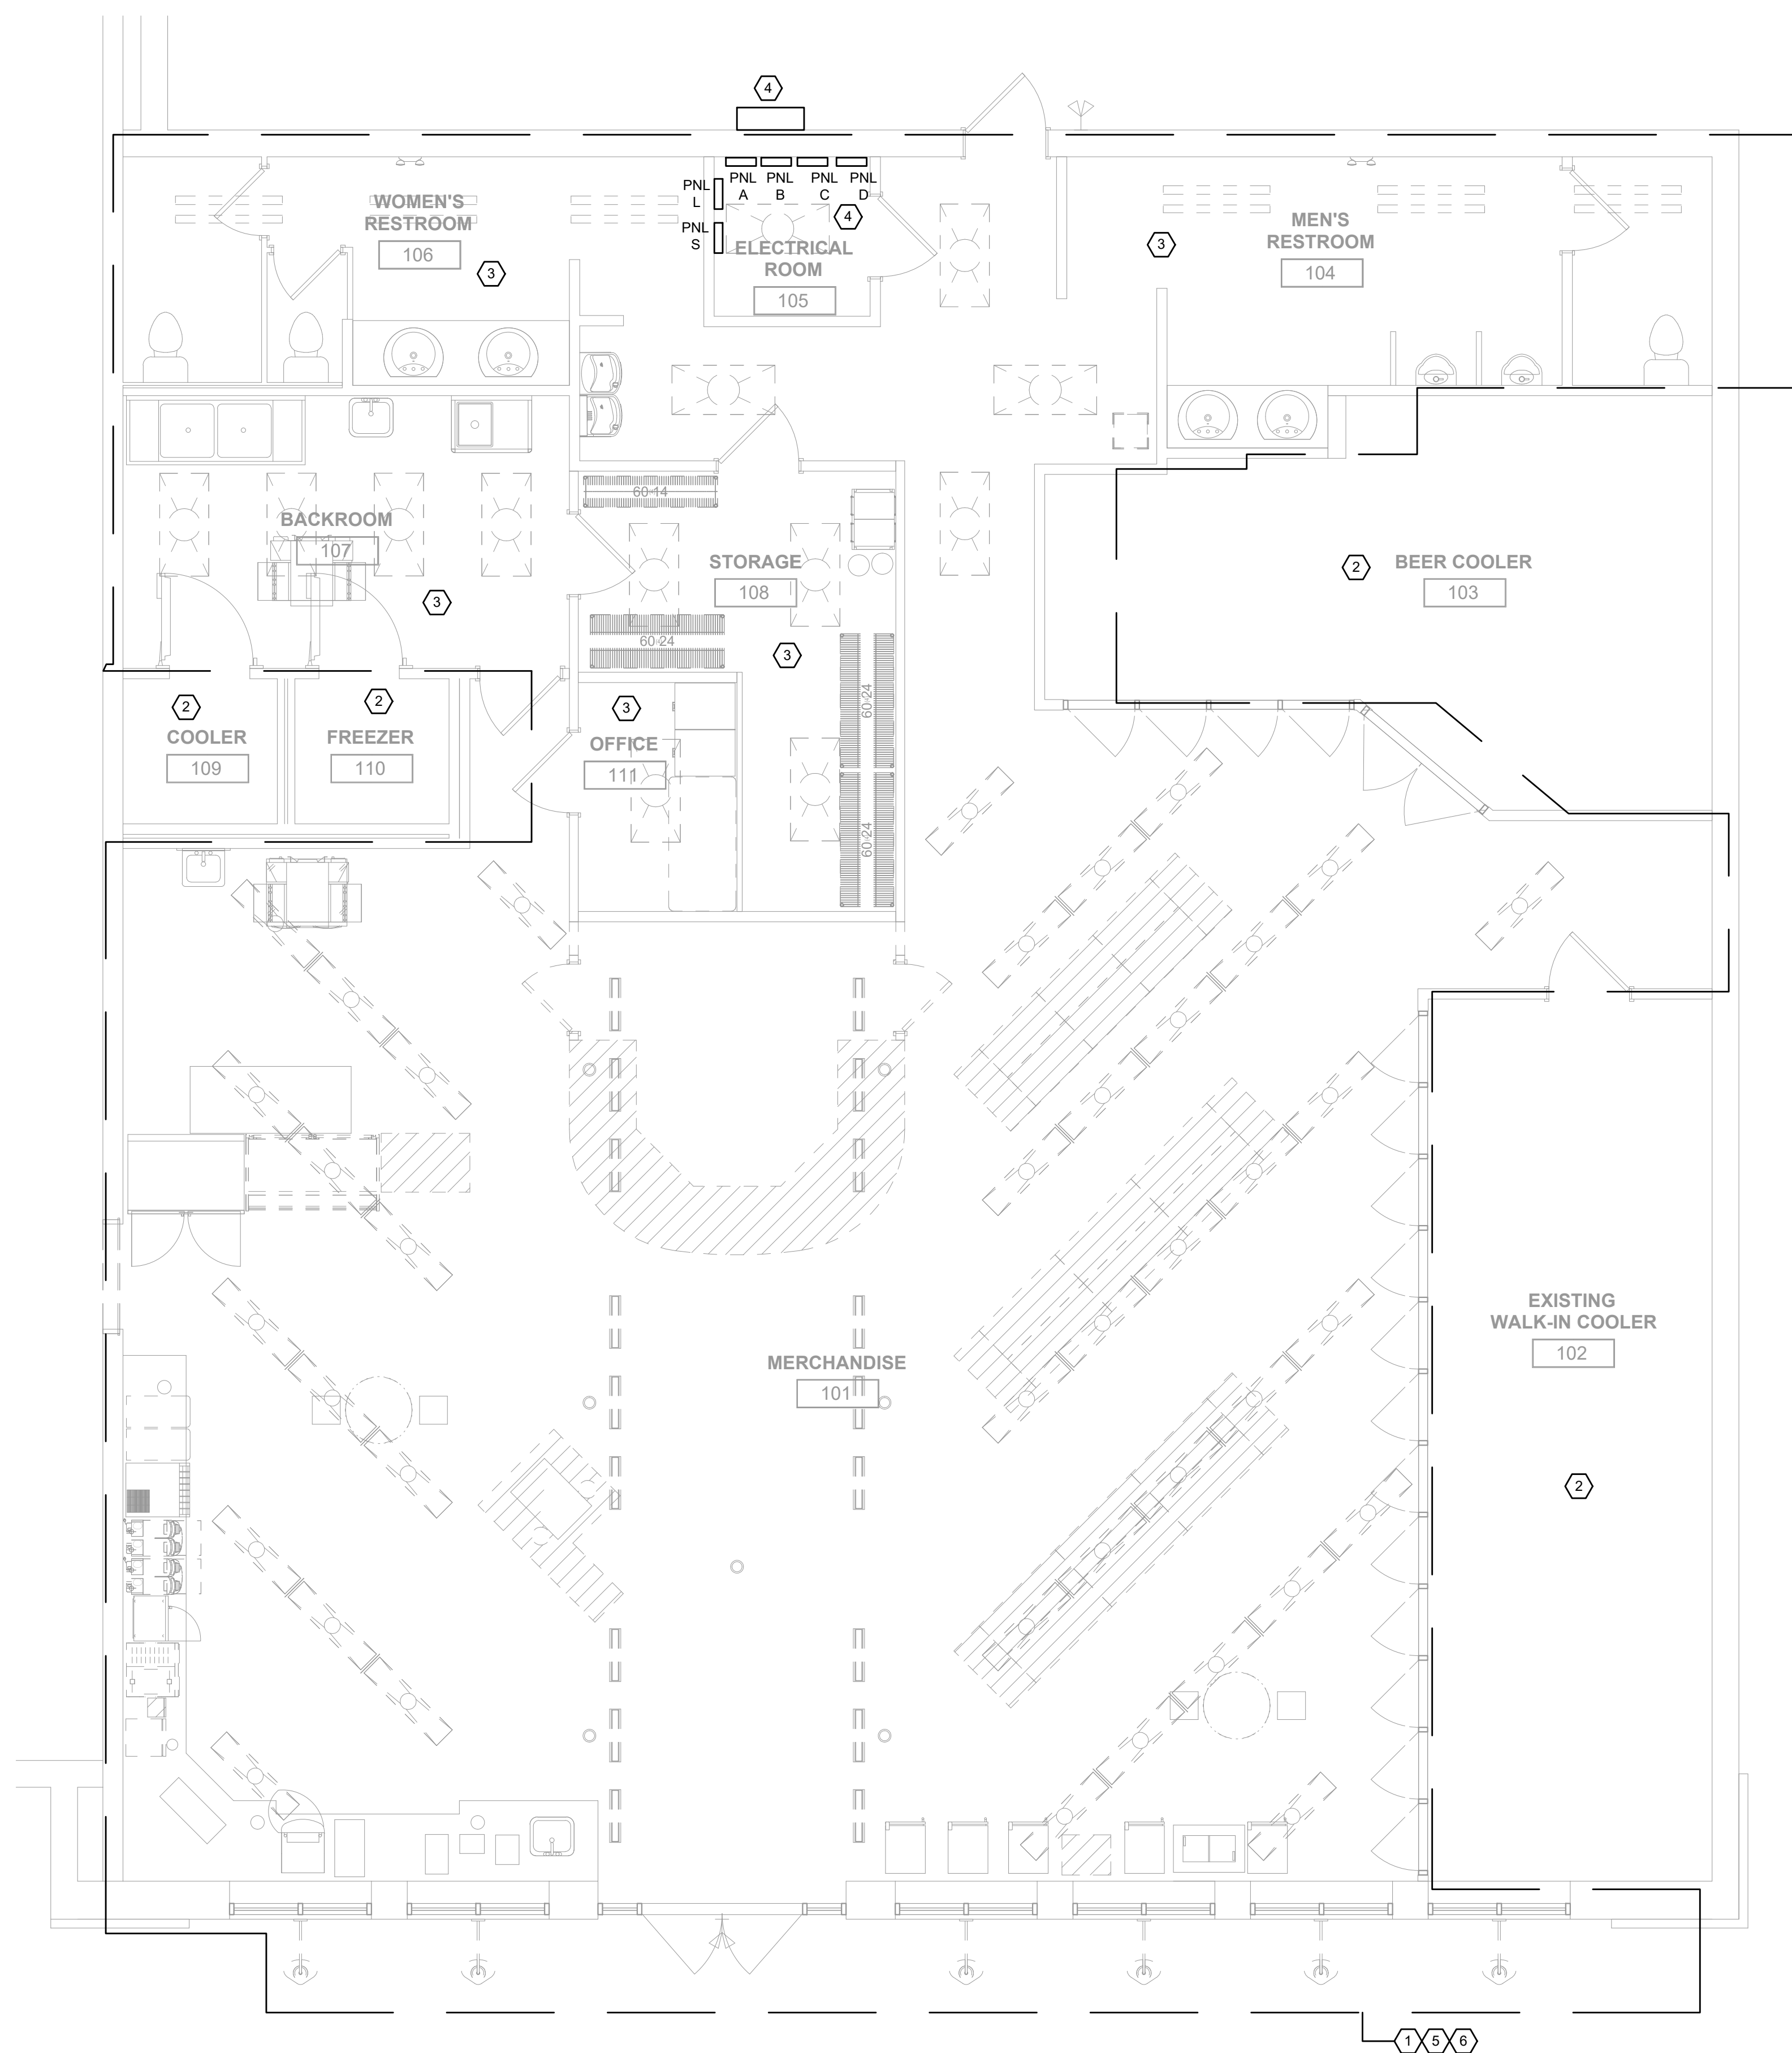 4
PNL
A
PNL
B
PNL
C
PNL
D
PNL
L
PNL
S
4
WOMEN'S
RESTROOM
106
3
ELECTRICAL
ROOM
105
3
MEN'S
RESTROOM
104
60-14
BACKROOM
107
3
STORAGE
108
2
BEER COOLER
103
60-24
3
60-24
60-24
2
COOLER
109
2
FREEZER
110
3
OFFICE
111
EXISTING
WALK-IN COOLER
102
MERCHANDISE
101
2
1
5
6